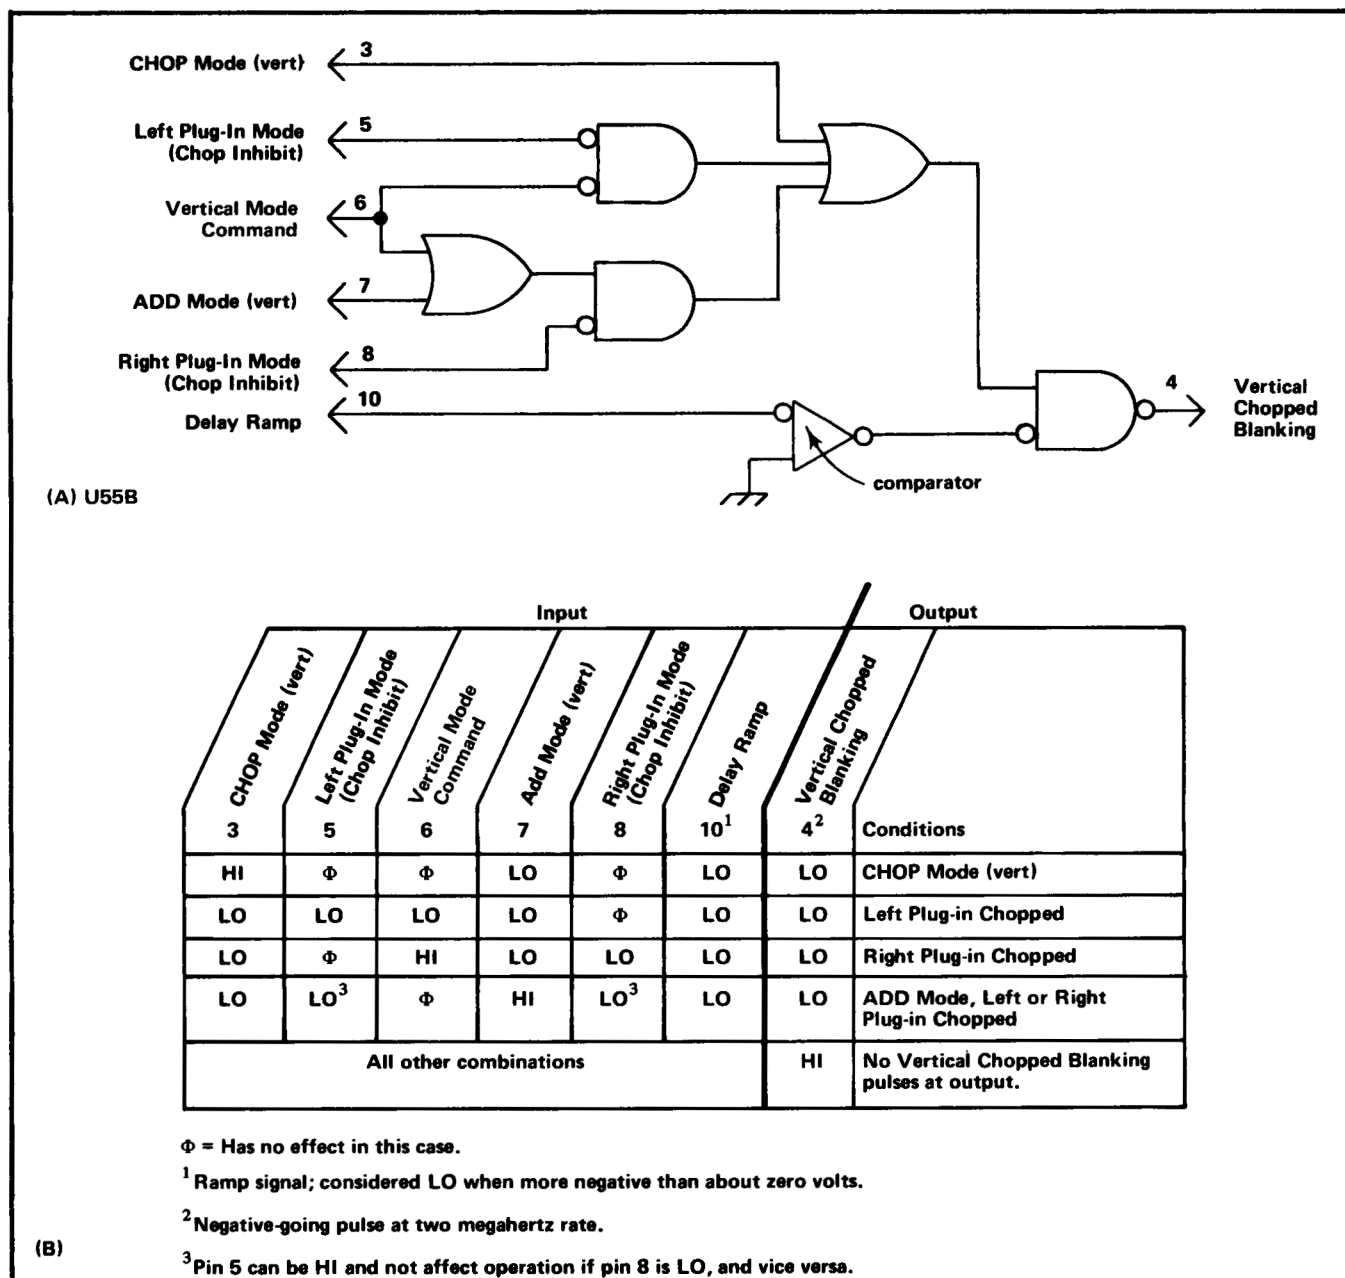 CHOP Mode (vert) 3
Left Plug-In Mode 5
(Chop Inhibit)
Vertical Mode 6
Command
ADD Mode (vert) 7
Right Plug-In Mode 8
(Chop Inhibit)
Delay Ramp 10
4 Vertical
Chopped
Blanking
comparator
(A) U55B
Input Output
CHOP Mode (vert)
Left Plug-In Mode
(Chop Inhibit)
Vertical Mode
Command
Add Mode (vert)
Right Plug-In Mode
(Chop Inhibit)
Delay Ramp
Vertical Chopped
Blanking
3 5 6 7 8 10¹ 4² Conditions
HI Φ Φ LO Φ LO LO CHOP Mode (vert)
LO LO LO LO Φ LO LO Left Plug-in Chopped
LO Φ HI LO LO LO LO Right Plug-in Chopped
LO LO³ Φ HI LO³ LO LO ADD Mode, Left or Right
Plug-in Chopped
All other combinations HI No Vertical Chopped Blanking
pulses at output.
Φ = Has no effect in this case.
¹Ramp signal; considered LO when more negative than about zero volts.
²Negative-going pulse at two megahertz rate.
(B)
³Pin 5 can be HI and not affect operation if pin 8 is LO, and vice versa.